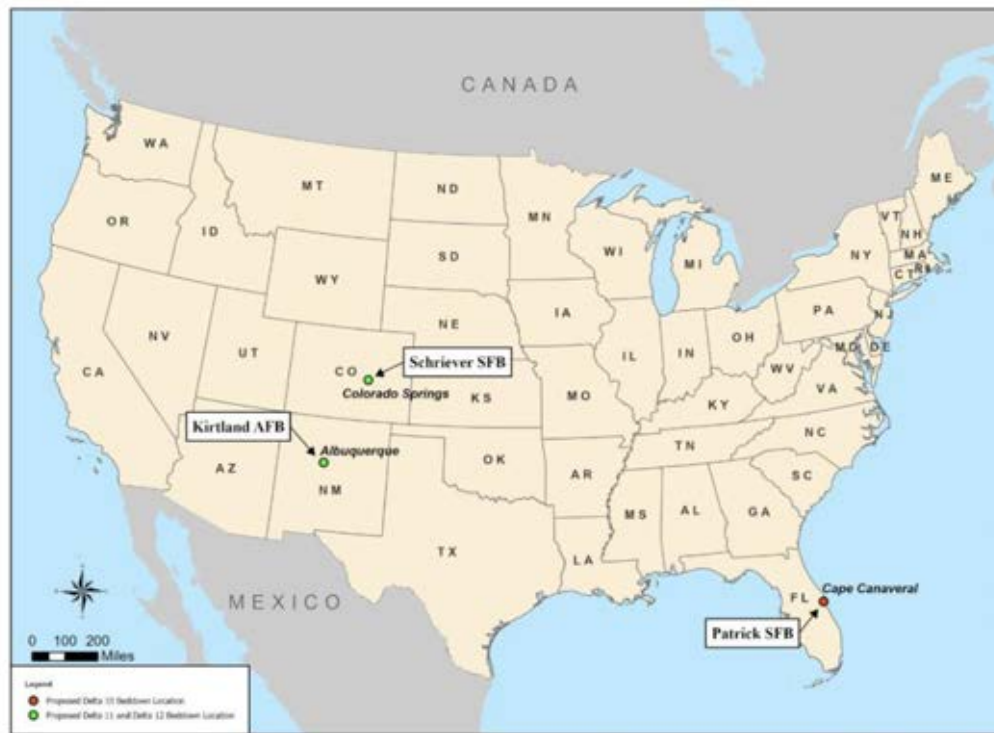 CANADA
WA
MT
ND
MN
ME
OR
ID
SD
WI
MI
VT
NH
NY
MA
CT
RI
WY
IA
NE
PA
NJ
NV
UT
CO
Schriever SFB
Colorado Springs
KS
IL
IN
OH
MD
DE
WV
VA
CA
MO
KY
Kirtland AFB
Albuquerque
AZ
NM
OK
AR
TN
NC
SC
MS
AL
GA
TX
LA
FL
Cape Canaveral
Patrick SFB
MEXICO
0 100 200
Miles
Legend
Proposed Delta 10 Beddown Location
Proposed Delta 11 and Delta 12 Beddown Location